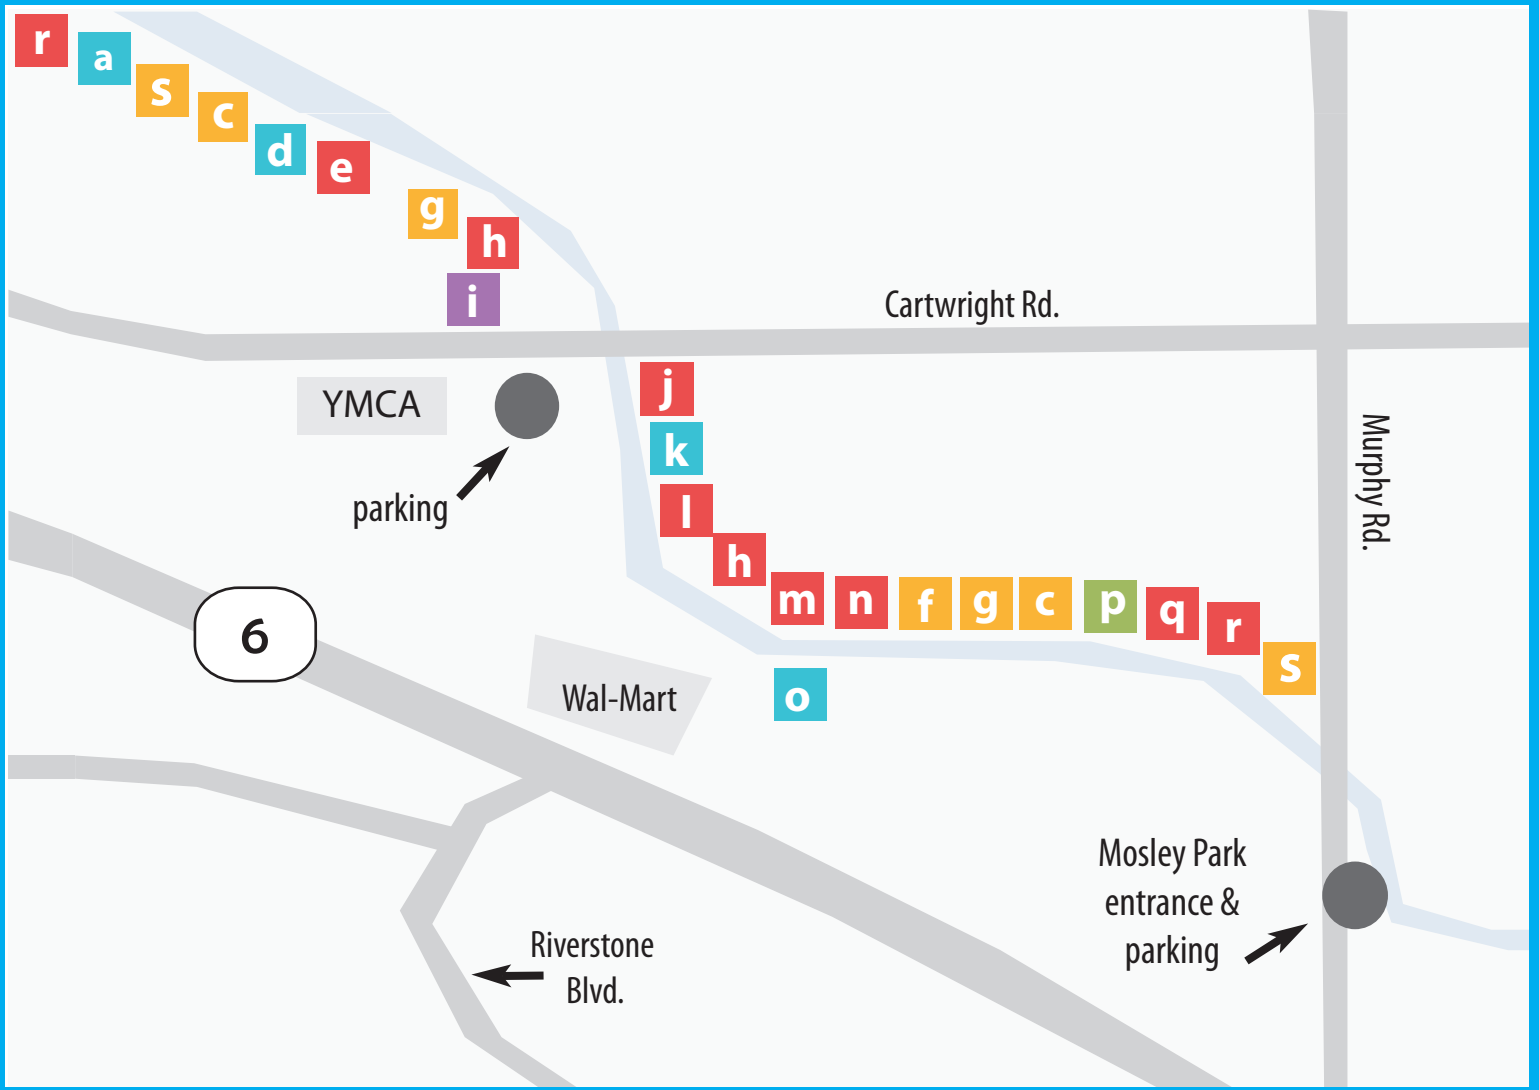 r
a
s
c
d
e
g
h
i
Cartwright Rd.
j
YMCA
k
Murphy Rd.
parking
l
h
m
n
f
g
c
p
q
r
s
6
Wal-Mart
o
Mosley Park
entrance &
parking
Riverstone
Blvd.